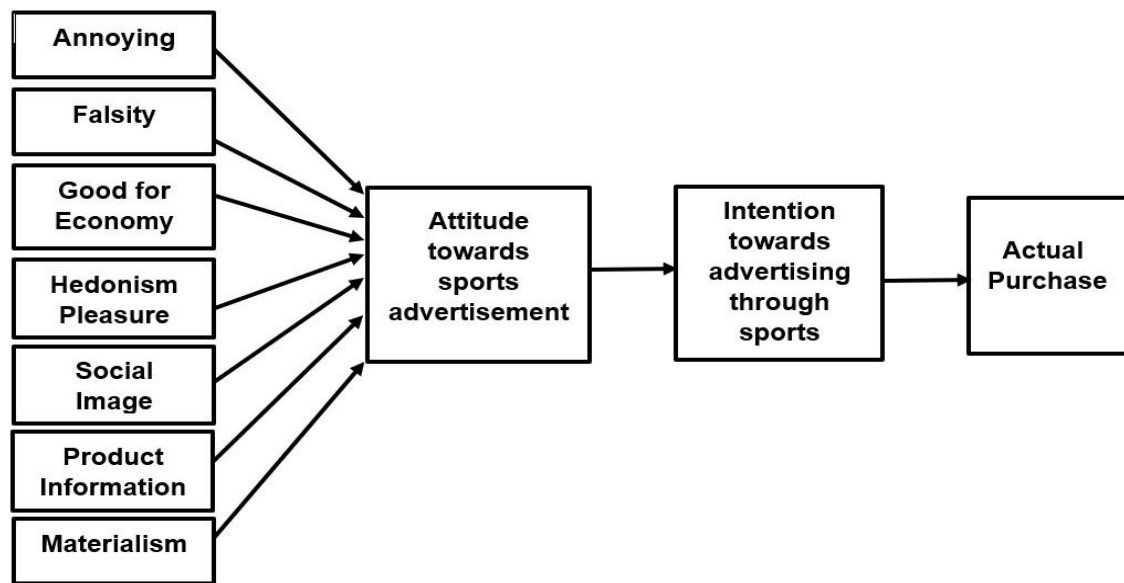 Annoying
Falsity
Good for
Economy
Hedonism
Pleasure
Social
Image
Product
Information
Materialism
Attitude
towards
sports
advertisement
Intention
towards
advertising
through
sports
Actual
Purchase